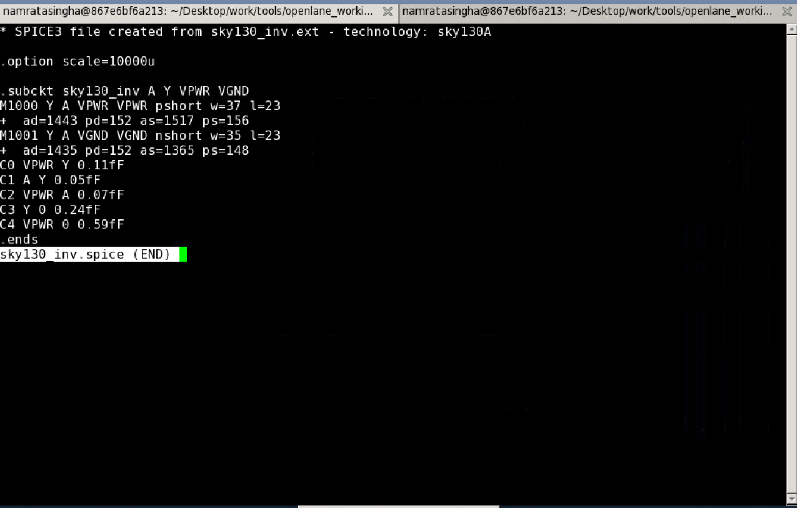 namratasingha@867e6bf6a213: ~/Desktop/work/tools/openlane_worki... namratasingha@867e6bf6a213: ~/Desktop/work/tools/openlane_worki...
* SPICE3 file created from sky130_inv.ext - technology: sky130A
.option scale=10000u
.subckt sky130_inv A Y VPWR VGND
M1000 Y A VPWR VPWR pshort w=37 l=23
+  ad=1443 pd=152 as=1517 ps=156
M1001 Y A VGND VGND nshort w=35 l=23
+  ad=1435 pd=152 as=1365 ps=148
C0 VPWR Y 0.11fF
C1 A Y 0.05fF
C2 VPWR A 0.07fF
C3 Y 0 0.24fF
C4 VPWR 0 0.59fF
.ends
sky130_inv.spice (END)